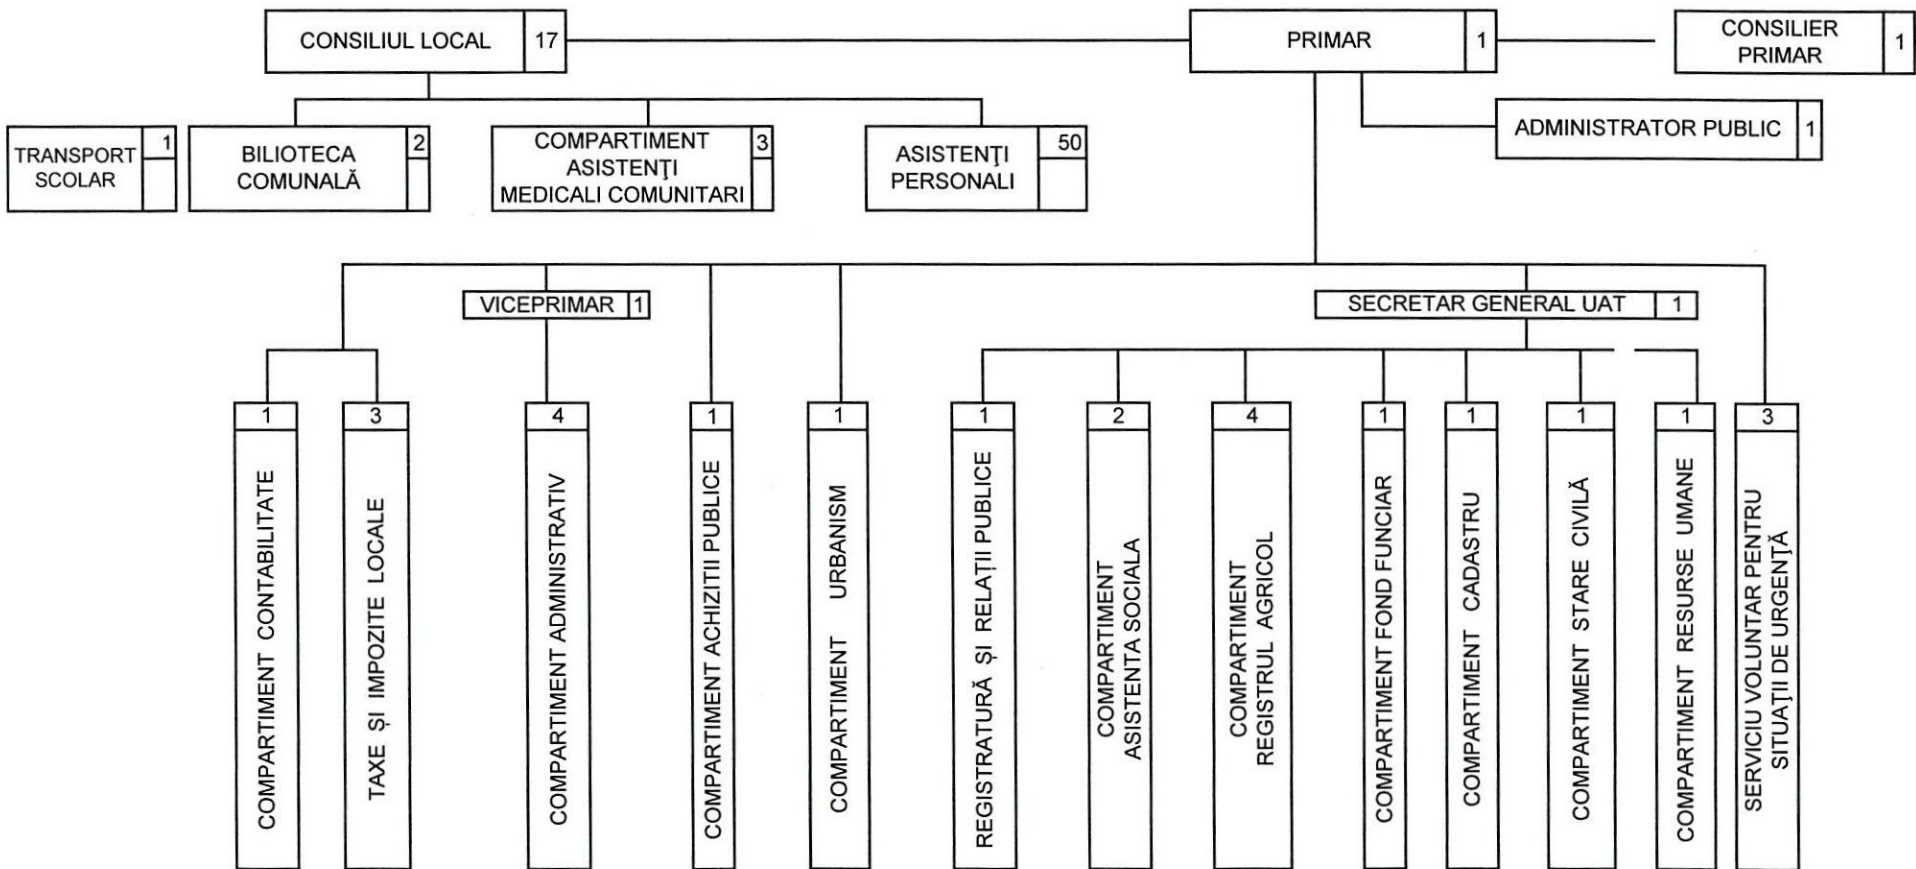 CONSILIUL LOCAL 17
PRIMAR 1
CONSILIER
PRIMAR
1
ADMINISTRATOR PUBLIC 1
TRANSPORT
SCOLAR
1
BILIOTECA
COMUNALĂ
2
COMPARTIMENT
ASISTENŢI
MEDICALI COMUNITARI
3
ASISTENŢI
PERSONALI
50
VICEPRIMAR 1
SECRETAR GENERAL UAT 1
1
COMPARTIMENT CONTABILITATE
3
TAXE ȘI IMPOZITE LOCALE
4
COMPARTIMENT ADMINISTRATIV
1
COMPARTIMENT ACHIZITII PUBLICE
1
COMPARTIMENT URBANISM
1
REGISTRATURĂ ȘI RELAȚII PUBLICE
2
COMPARTIMENT
ASISTENTA SOCIALA
4
COMPARTIMENT
REGISTRUL AGRICOL
1
COMPARTIMENT FOND FUNCIAR
1
COMPARTIMENT CADASTRU
1
COMPARTIMENT STARE CIVILĂ
1
COMPARTIMENT RESURSE UMANE
3
SERVICIU VOLUNTAR PENTRU
SITUAŢII DE URGENŢĂ